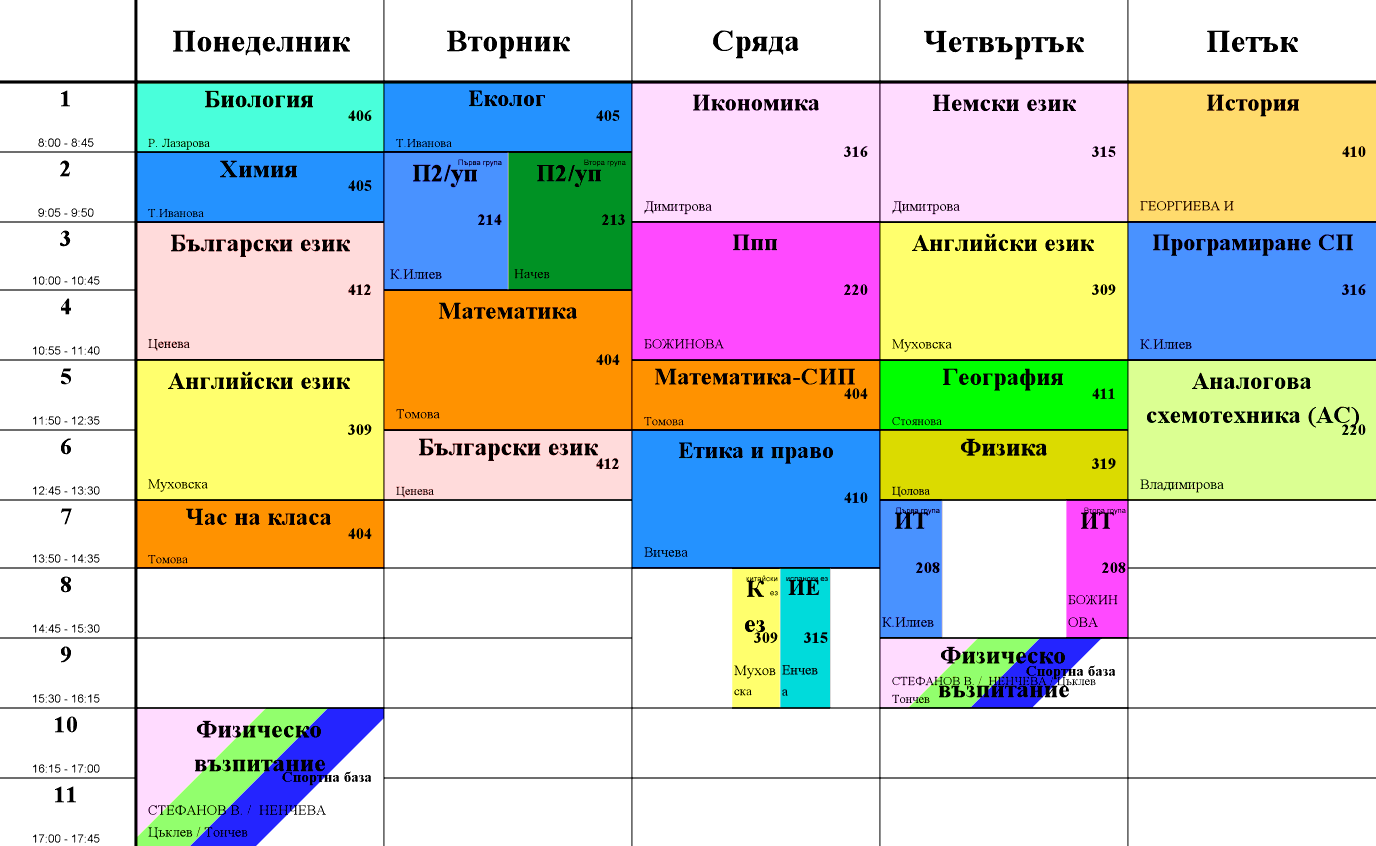 Понеделник
Вторник
Сряда
Четвъртък
Петък
1
8:00 - 8:45
Биология
406
Р. Лазарова
Еколог
405
Т.Иванова
Икономика
316
Димитрова
Немски език
315
Димитрова
История
410
ГЕОРГИЕВА И
2
9:05 - 9:50
Химия
405
Т.Иванова
Първа група
П2/уп
214
К.Илиев
Втора група
П2/уп
213
Начев
3
10:00 - 10:45
Български език
412
Ценева
Ппп
220
БОЖИНОВА
Английски език
309
Муховска
Програмиране СП
316
К.Илиев
4
10:55 - 11:40
Математика
404
Томова
5
11:50 - 12:35
Английски език
309
Муховска
Математика-СИП
404
Томова
География
411
Стоянова
Аналогова
схемотехника (АС)
220
Владимирова
6
12:45 - 13:30
Български език
412
Ценева
Етика и право
410
Вичева
Физика
319
Цолова
7
13:50 - 14:35
Час на класа
404
Томова
Първа група
ИТ
208
К.Илиев
Втора група
ИТ
208
БОЖИН
ОВА
8
14:45 - 15:30
китайски
ез
К
ез
309
Мухов
ска
испански ез
ИЕ
315
Енчев
а
9
15:30 - 16:15
Физическо
възпитание
Спортна база
СТЕФАНОВ В. / НЕНЧЕВА / Цъклев
Тончев
10
16:15 - 17:00
Физическо
възпитание
Спортна база
СТЕФАНОВ В. / НЕНЧЕВА
Цъклев / Тончев
11
17:00 - 17:45